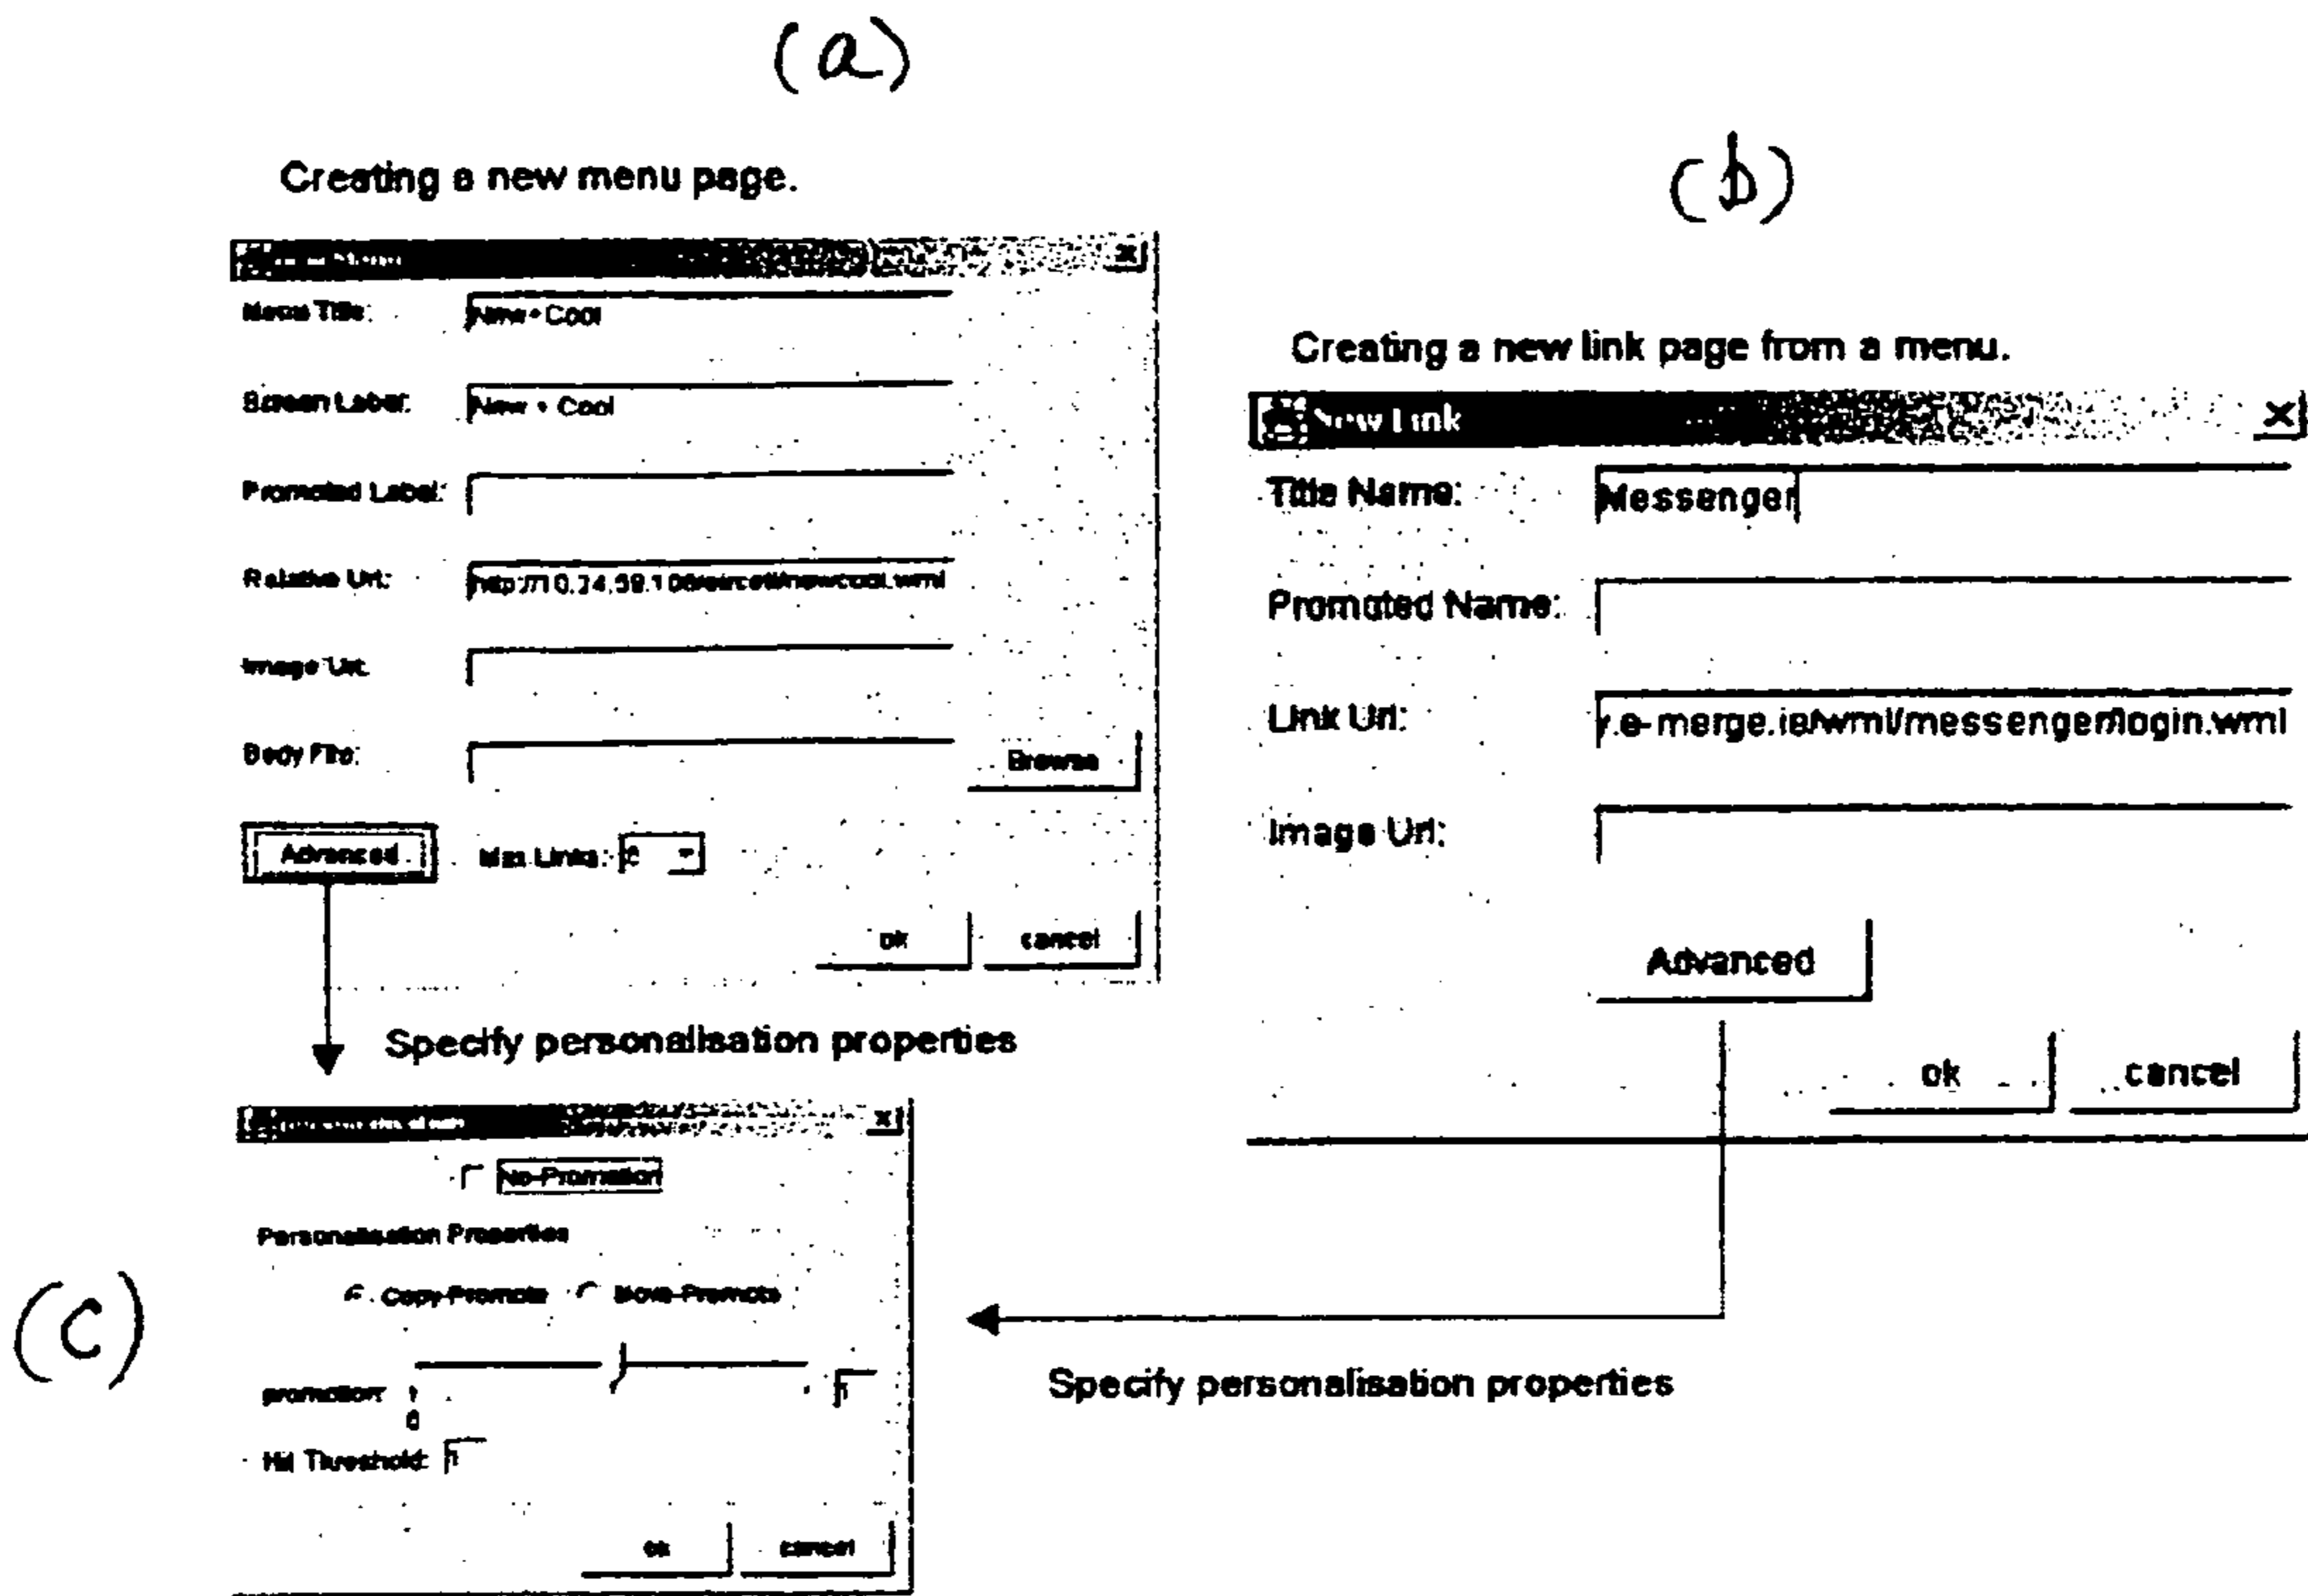 (a)
Creating a new menu page.
Menu Title: New + Cool
Screen Label: New + Cool
Promoted Label:
Relative Url:
Image Url:
Body File: Browse
Advanced Max Links:
ok cancel
Specify personalisation properties
(b)
Creating a new link page from a menu.
New Link
Title Name: Messenger
Promoted Name:
Link Url: y.e-merge.ie/wml/messenger/login.wml
Image Url:
Advanced
ok cancel
Specify personalisation properties
(c)
No-Promotion
Personalisation Properties
Copy-Promote Move-Promote
promotion:
Hit Threshold:
ok cancel